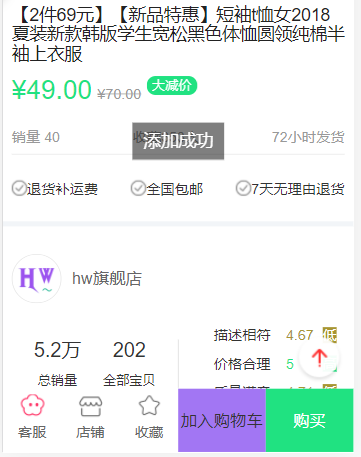 【2件69元】【新品特惠】短袖t恤女2018
夏装新款韩版学生宽松黑色体恤圆领纯棉半
袖上衣服
¥49.00 ¥70.00 大减价
销量 40 72小时发货
添加成功
退货补运费 全国包邮 7天无理由退货
HW hw旗舰店
描述相符 4.67 低
5.2万 202
价格合理 5
总销量 全部宝贝
客服 店铺 收藏 加入购物车 购买